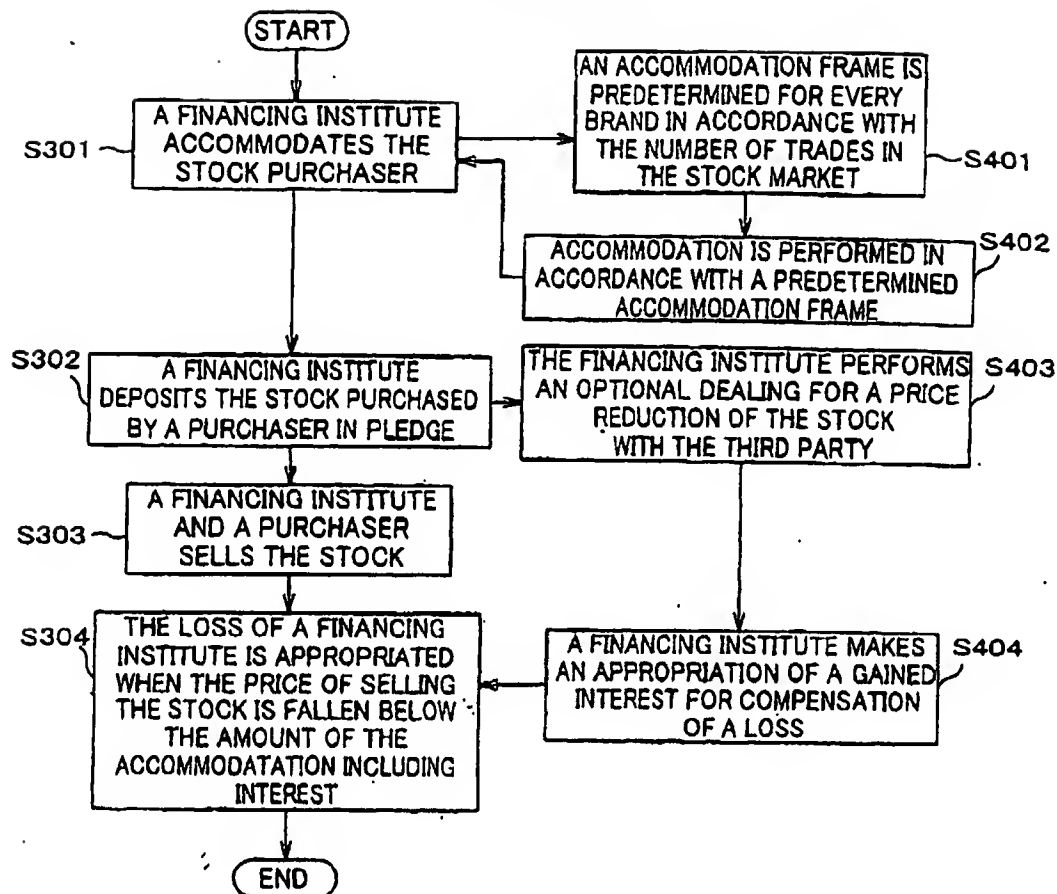 START
A FINANCING INSTITUTE
ACCOMMODATES THE
STOCK PURCHASER
S301
AN ACCOMMODATION FRAME IS
PREDETERMINED FOR EVERY
BRAND IN ACCORDANCE WITH
THE NUMBER OF TRADES IN
THE STOCK MARKET
S401
ACCOMMODATION IS PERFORMED IN
ACCORDANCE WITH A PREDETERMINED
ACCOMMODATION FRAME
S402
S302
A FINANCING INSTITUTE
DEPOSITS THE STOCK PURCHASED
BY A PURCHASER IN PLEDGE
THE FINANCING INSTITUTE PERFORMS
AN OPTIONAL DEALING FOR A PRICE
REDUCTION OF THE STOCK
WITH THE THIRD PARTY
S403
S303
A FINANCING INSTITUTE
AND A PURCHASER
SELLS THE STOCK
S304
THE LOSS OF A FINANCING
INSTITUTE IS APPROPRIATED
WHEN THE PRICE OF SELLING
THE STOCK IS FALLEN BELOW
THE AMOUNT OF THE
ACCOMMODATATION INCLUDING
INTEREST
A FINANCING INSTITUTE MAKES
AN APPROPRIATION OF A GAINED
INTEREST FOR COMPENSATION
OF A LOSS
S404
END